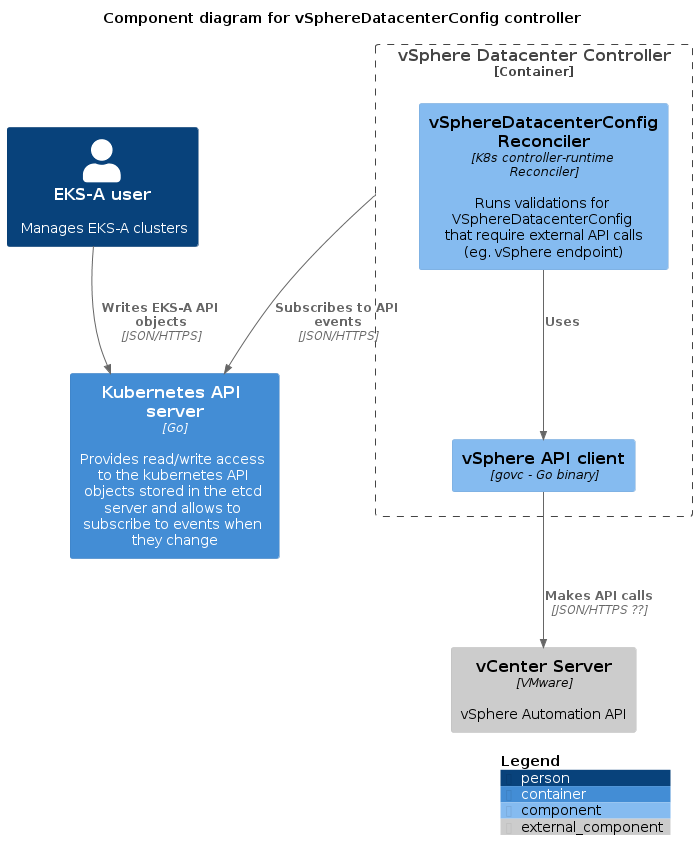 Component diagram for vSphereDatacenterConfig controller
vSphere Datacenter Controller
[Container]
vSphereDatacenterConfig
Reconciler
[K8s controller-runtime
Reconciler]
Runs validations for
VSphereDatacenterConfig
that require external API calls
(eg. vSphere endpoint)
EKS-A user
Manages EKS-A clusters
Writes EKS-A API
objects
[JSON/HTTPS]
Subscribes to API
events
[JSON/HTTPS]
Uses
Kubernetes API
server
[Go]
Provides read/write access
to the kubernetes API
objects stored in the etcd
server and allows to
subscribe to events when
they change
vSphere API client
[govc - Go binary]
Makes API calls
[JSON/HTTPS ??]
vCenter Server
[VMware]
vSphere Automation API
Legend
person
container
component
external_component